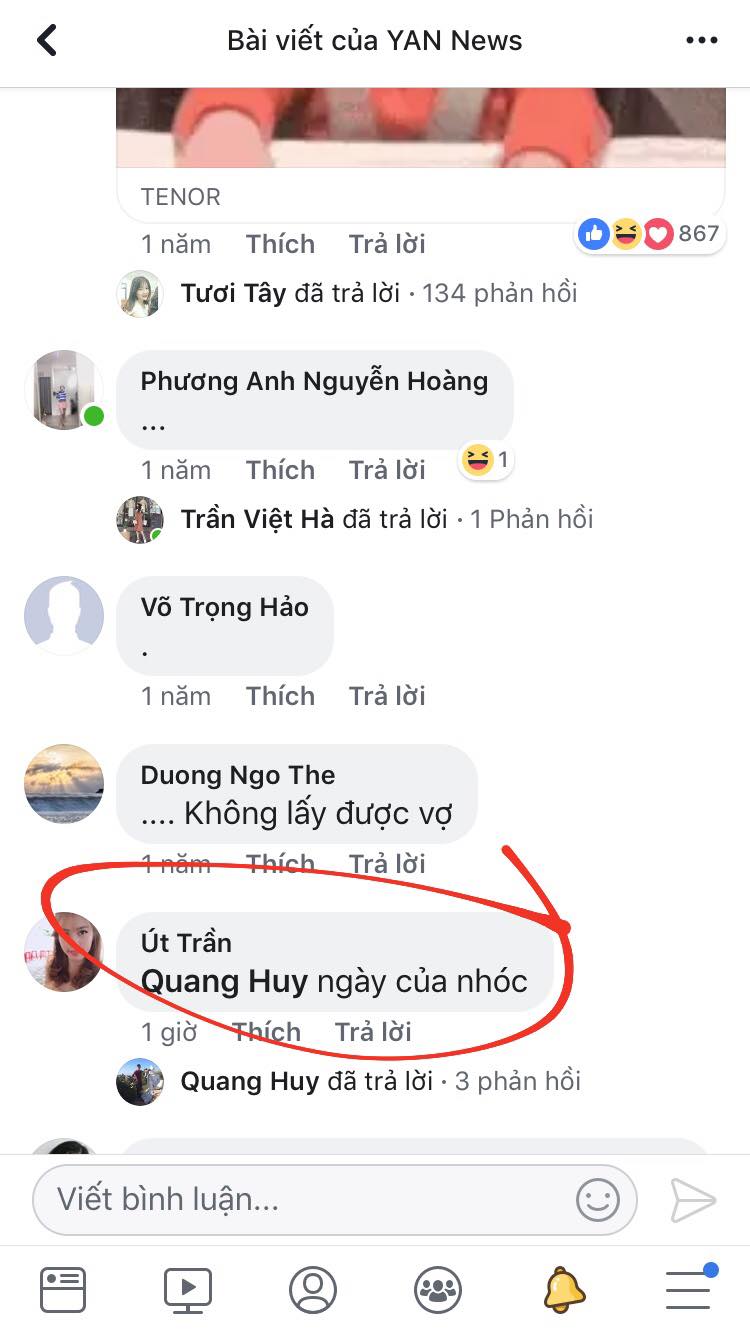 Bài viết của YAN News
TENOR
1 năm Thích Trả lời 867
Tươi Tây đã trả lời · 134 phản hồi
Phương Anh Nguyễn Hoàng
...
1 năm Thích Trả lời 1
Trần Việt Hà đã trả lời · 1 Phản hồi
Võ Trọng Hảo
.
1 năm Thích Trả lời
Duong Ngo The
.... Không lấy được vợ
1 năm Thích Trả lời
Út Trần
Quang Huy ngày của nhóc
1 giờ Thích Trả lời
Quang Huy đã trả lời · 3 phản hồi
Viết bình luận...